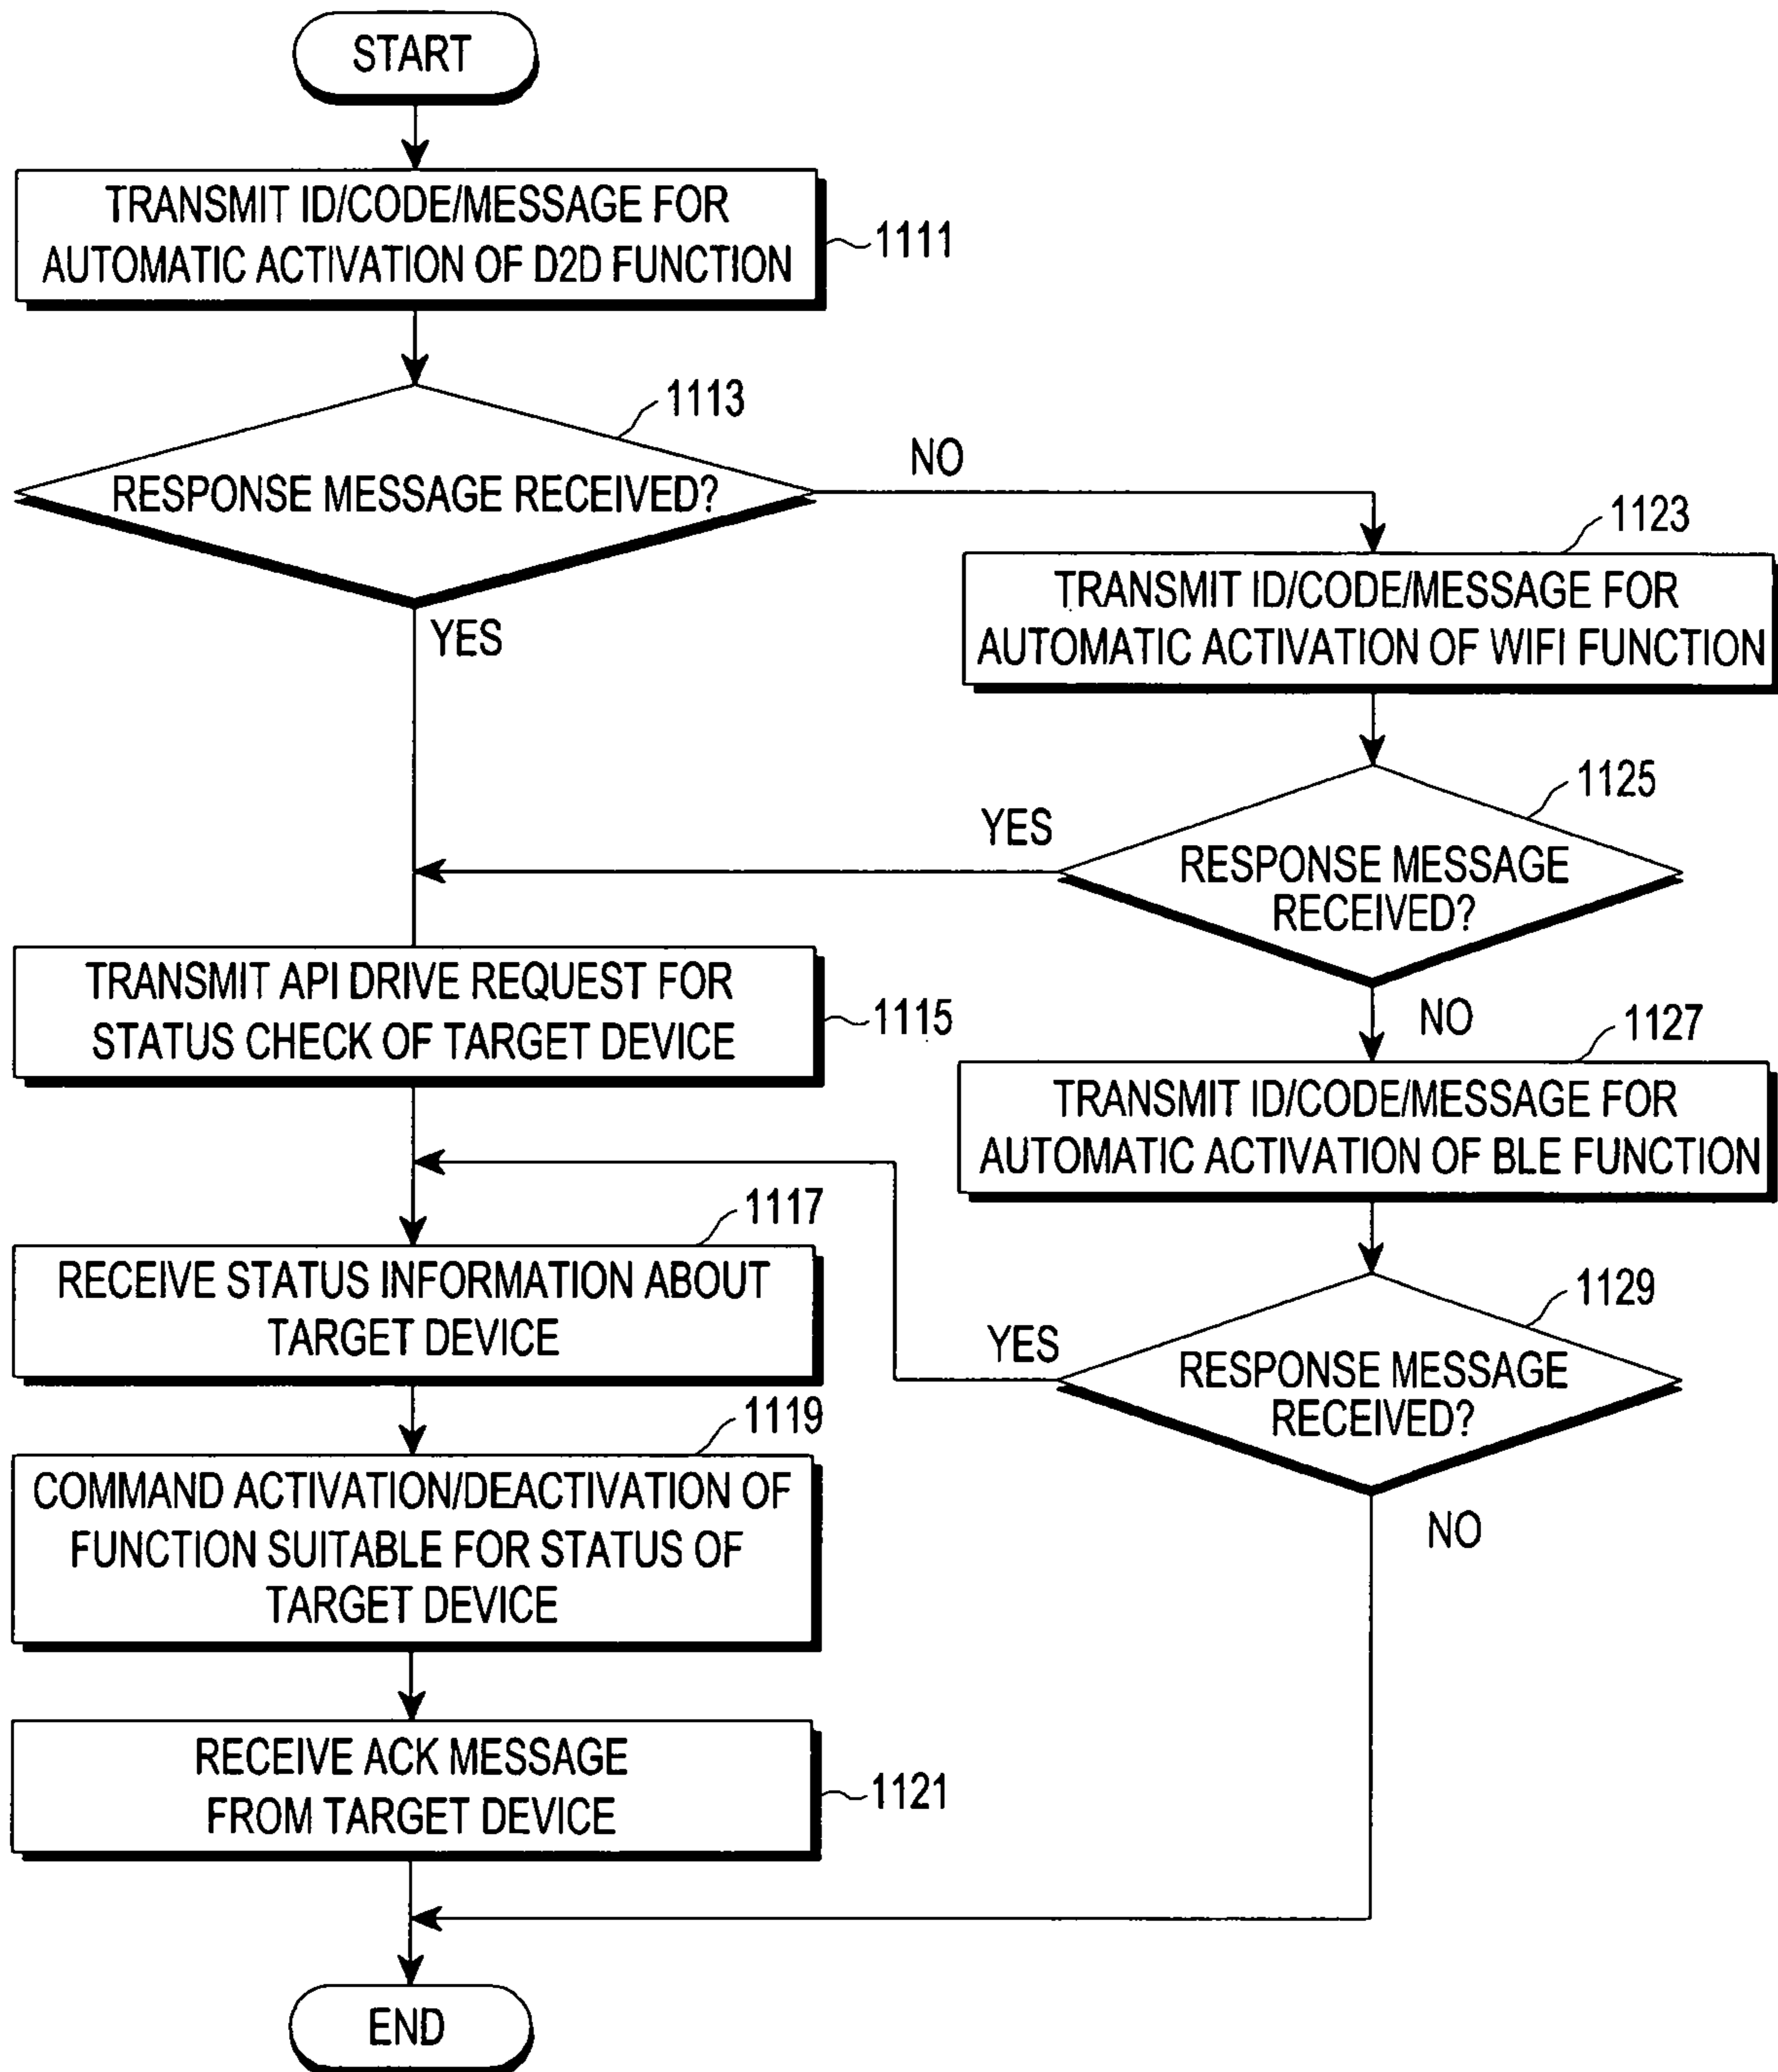 START
TRANSMIT ID/CODE/MESSAGE FOR
AUTOMATIC ACTIVATION OF D2D FUNCTION
1111
1113
RESPONSE MESSAGE RECEIVED?
NO
YES
1123
TRANSMIT ID/CODE/MESSAGE FOR
AUTOMATIC ACTIVATION OF WIFI FUNCTION
1125
YES
RESPONSE MESSAGE
RECEIVED?
NO
TRANSMIT API DRIVE REQUEST FOR
STATUS CHECK OF TARGET DEVICE
1115
1127
TRANSMIT ID/CODE/MESSAGE FOR
AUTOMATIC ACTIVATION OF BLE FUNCTION
1117
RECEIVE STATUS INFORMATION ABOUT
TARGET DEVICE
1129
YES
RESPONSE MESSAGE
RECEIVED?
NO
1119
COMMAND ACTIVATION/DEACTIVATION OF
FUNCTION SUITABLE FOR STATUS OF
TARGET DEVICE
RECEIVE ACK MESSAGE
FROM TARGET DEVICE
1121
END